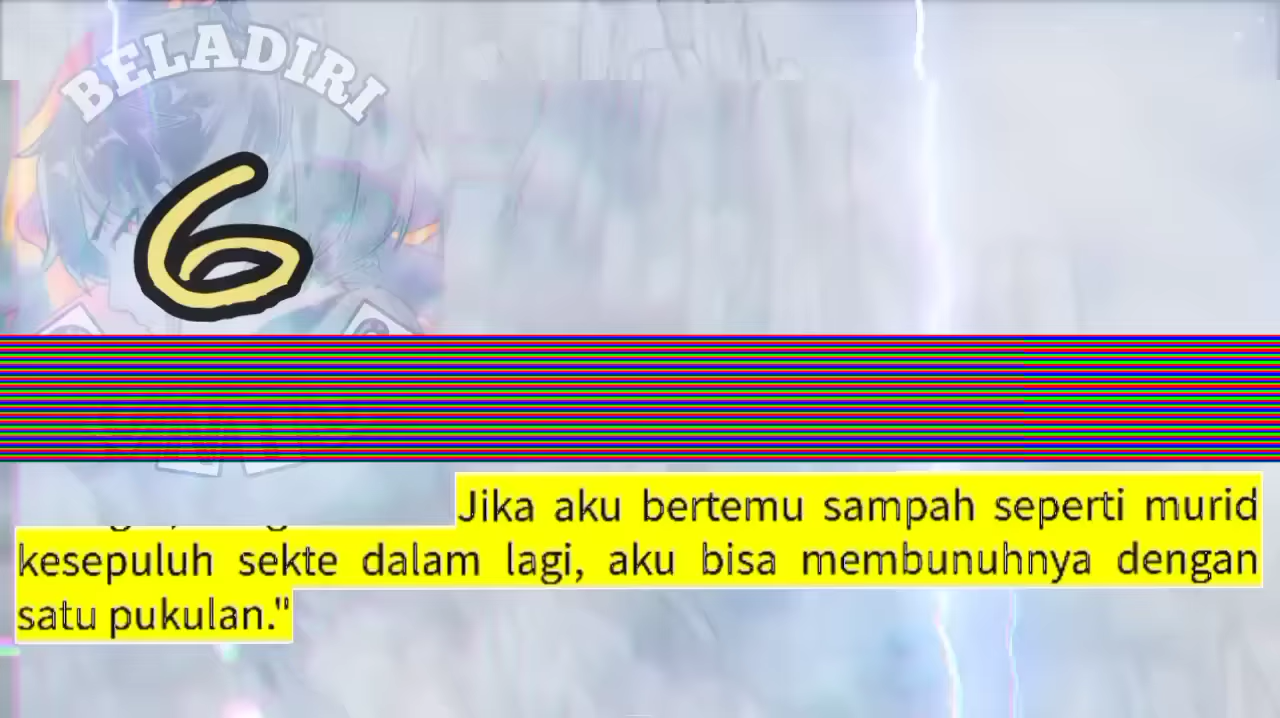 BELADIRI
6
Jika aku bertemu sampah seperti murid
kesepuluh sekte dalam lagi, aku bisa membunuhnya dengan
satu pukulan."